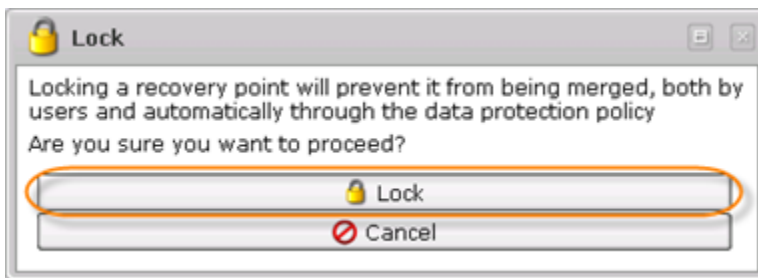 Lock
Locking a recovery point will prevent it from being merged, both by
users and automatically through the data protection policy
Are you sure you want to proceed?
Lock
Cancel